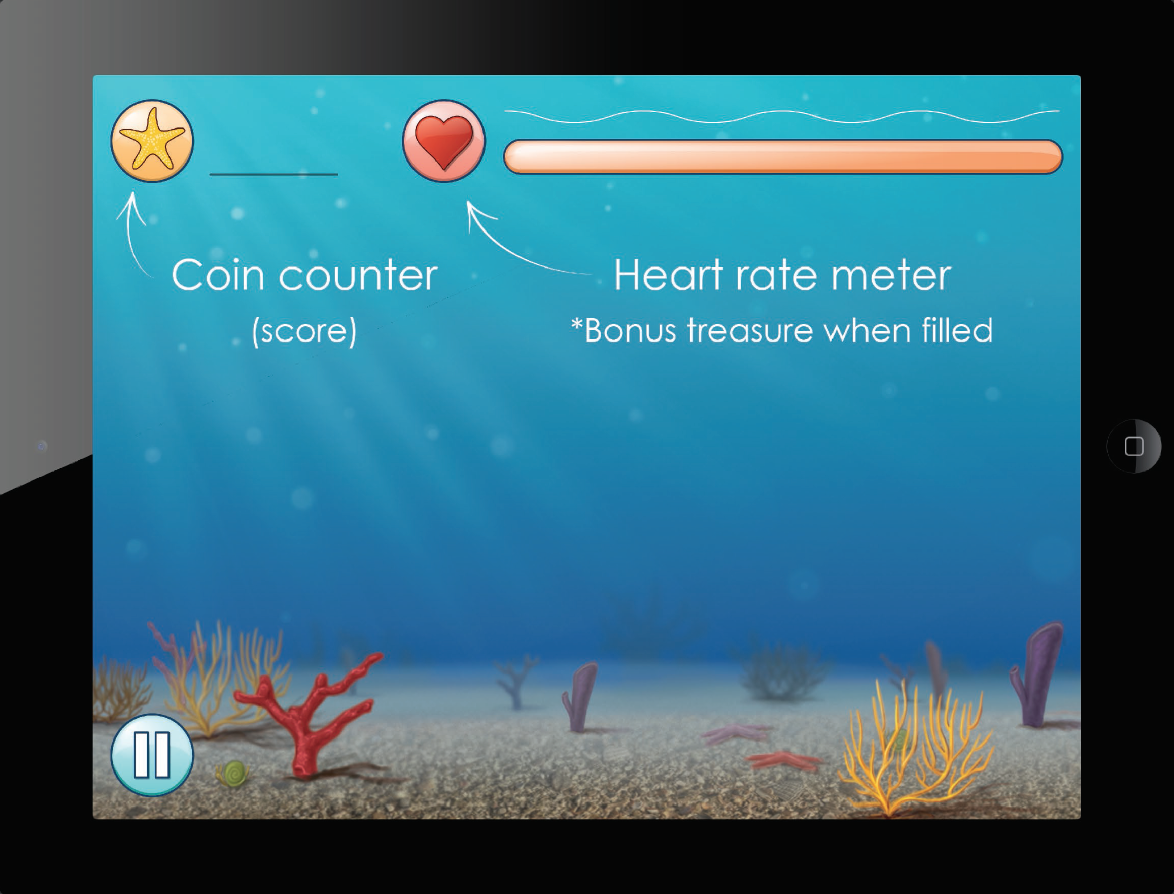 Coin counter
(score)
Heart rate meter
*Bonus treasure when filled